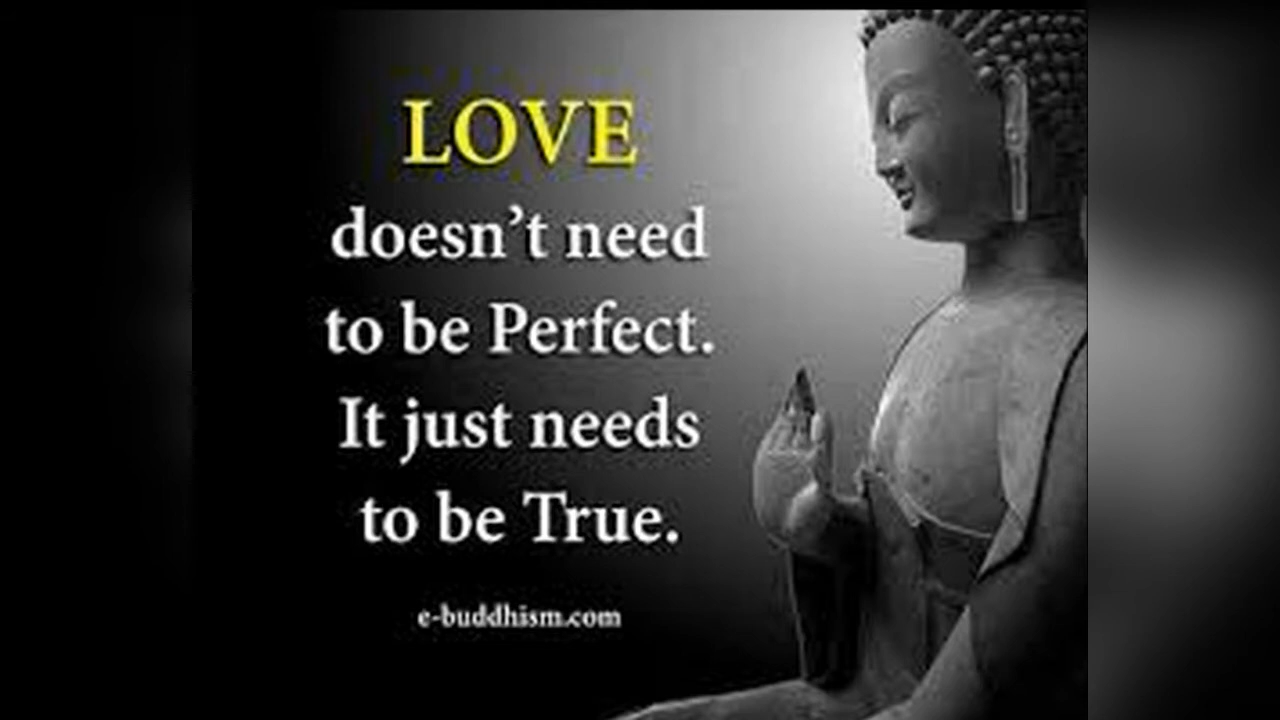 LOVE
doesn’t need
to be Perfect.
It just needs
to be True.
e-buddhism.com